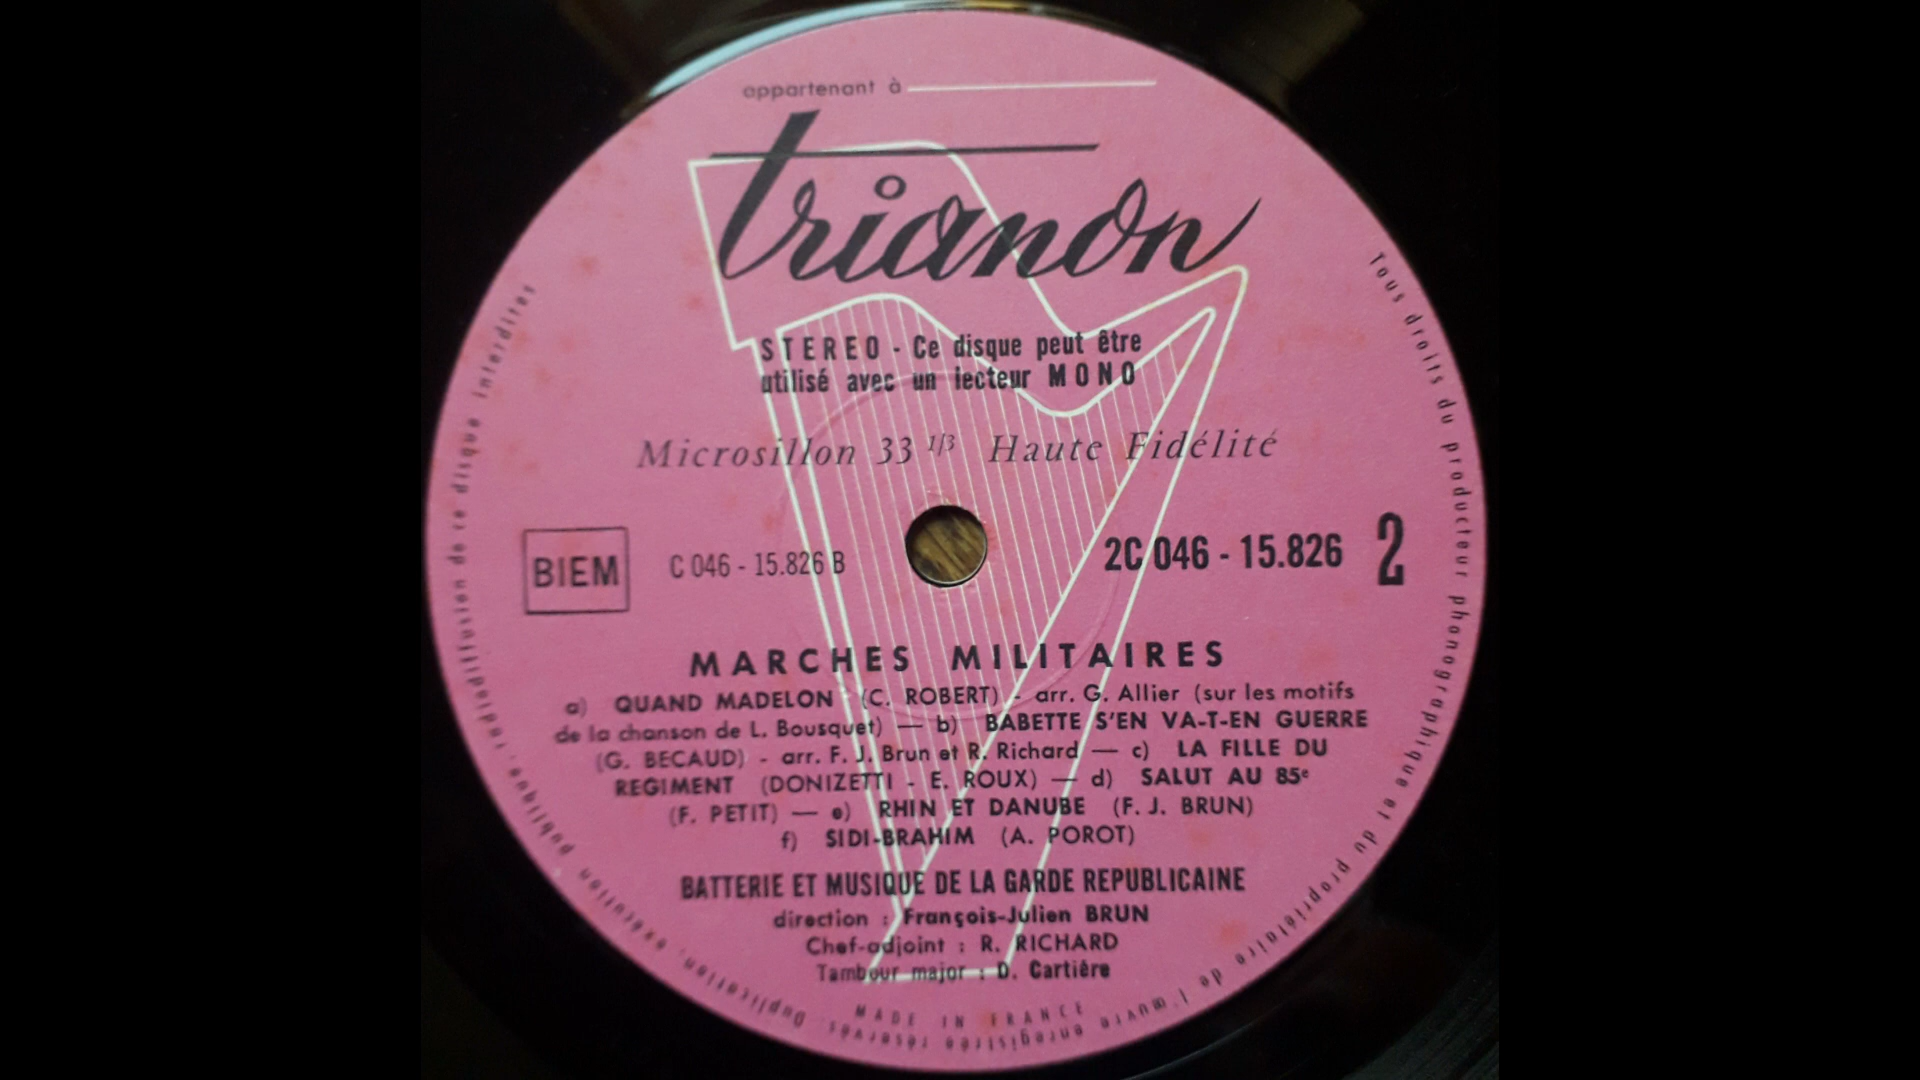 appartenant à
trianon
STEREO - Ce disque peut être
utilisé avec un lecteur MONO
Microsillon 33 1/3 Haute Fidélité
BIEM
C 046 - 15.826 B
2C 046 - 15.826 2
MARCHES MILITAIRES
a) QUAND MADELON (C. ROBERT) - arr. G. Allier (sur les motifs
de la chanson de L. Bousquet) — b) BABETTE S'EN VA-T-EN GUERRE
(G. BECAUD) - arr. F. J. Brun et R. Richard — c) LA FILLE DU
REGIMENT (DONIZETTI - E. ROUX) — d) SALUT AU 85e
(F. PETIT) — e) RHIN ET DANUBE (F. J. BRUN)
f) SIDI-BRAHIM (A. POROT)
BATTERIE ET MUSIQUE DE LA GARDE REPUBLICAINE
direction : François-Julien BRUN
Chef-adjoint : R. RICHARD
Tambour major : D. Cartière
MADE IN FRANCE
Tous droits du producteur phonographique et du propriétaire de l'œuvre enregistrée réservés. Duplication, exécution publique, radiodiffusion de ce disque interdites